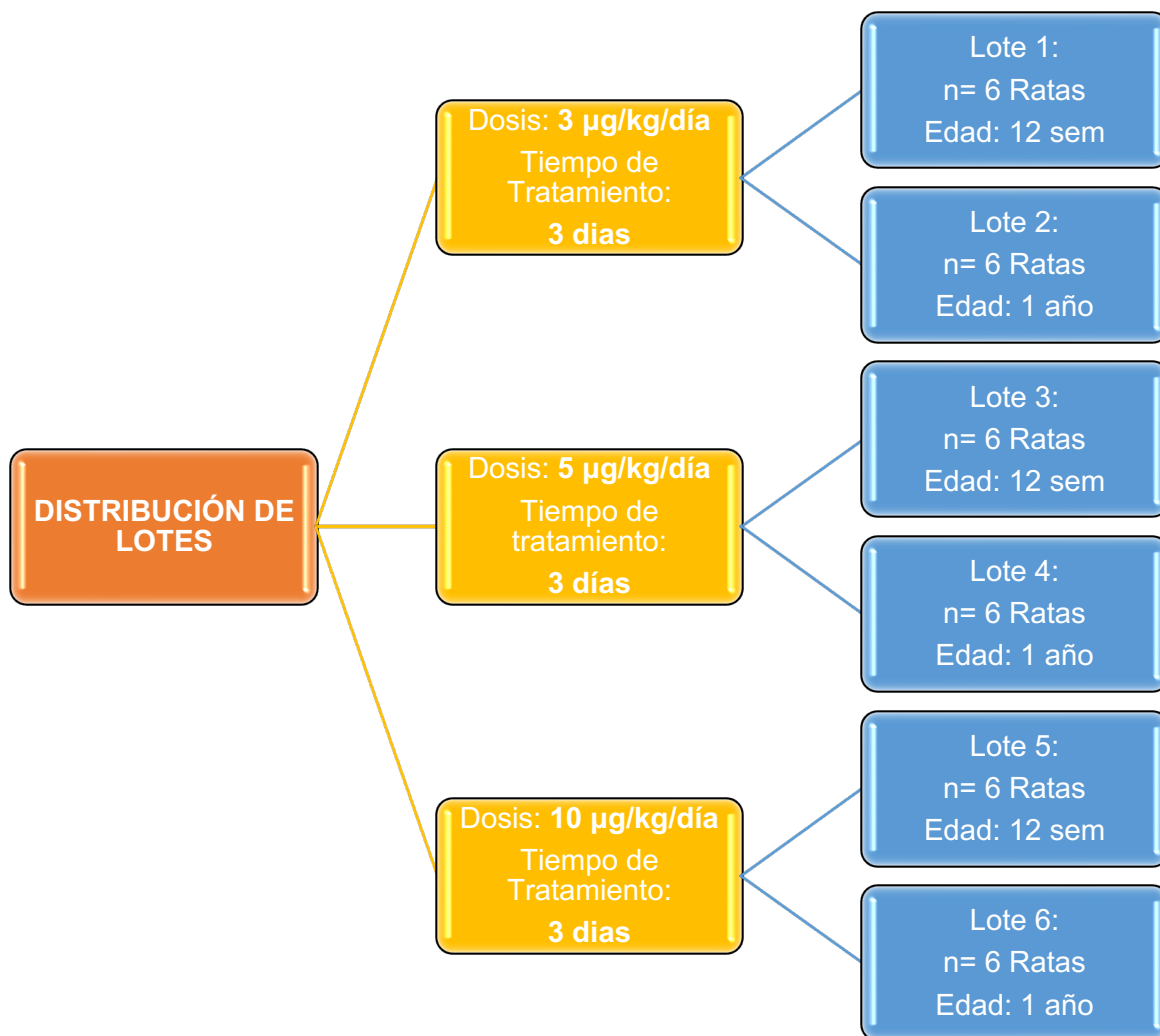 DISTRIBUCIÓN DE
LOTES
Dosis: 3 µg/kg/día
Tiempo de
Tratamiento:
3 dias
Lote 1:
n= 6 Ratas
Edad: 12 sem
Lote 2:
n= 6 Ratas
Edad: 1 año
Dosis: 5 µg/kg/día
Tiempo de
tratamiento:
3 días
Lote 3:
n= 6 Ratas
Edad: 12 sem
Lote 4:
n= 6 Ratas
Edad: 1 año
Dosis: 10 µg/kg/día
Tiempo de
Tratamiento:
3 dias
Lote 5:
n= 6 Ratas
Edad: 12 sem
Lote 6:
n= 6 Ratas
Edad: 1 año